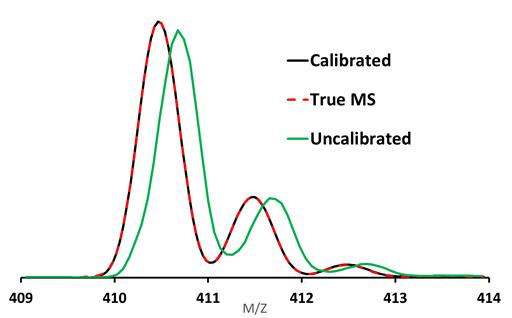 Calibrated
True MS
Uncalibrated
409 410 411 412 413 414
M/Z